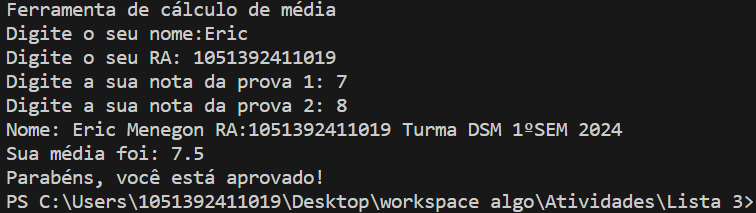 Ferramenta de cálculo de média
Digite o seu nome:Eric
Digite o seu RA: 1051392411019
Digite a sua nota da prova 1: 7
Digite a sua nota da prova 2: 8
Nome: Eric Menegon RA:1051392411019 Turma DSM 1ºSEM 2024
Sua média foi: 7.5
Parabéns, você está aprovado!
PS C:\Users\1051392411019\Desktop\workspace algo\Atividades\Lista 3>